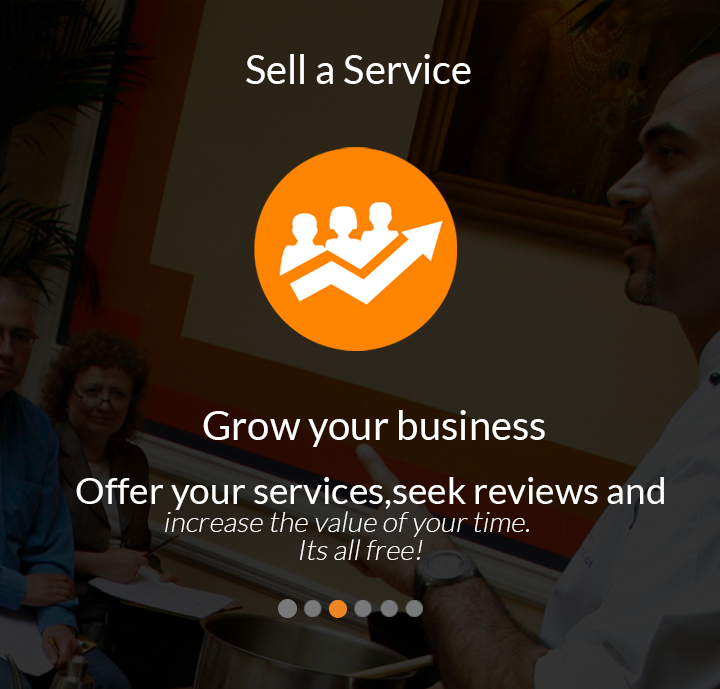 Sell a Service
Grow your business
Offer your services,seek reviews and
increase the value of your time.
Its all free!